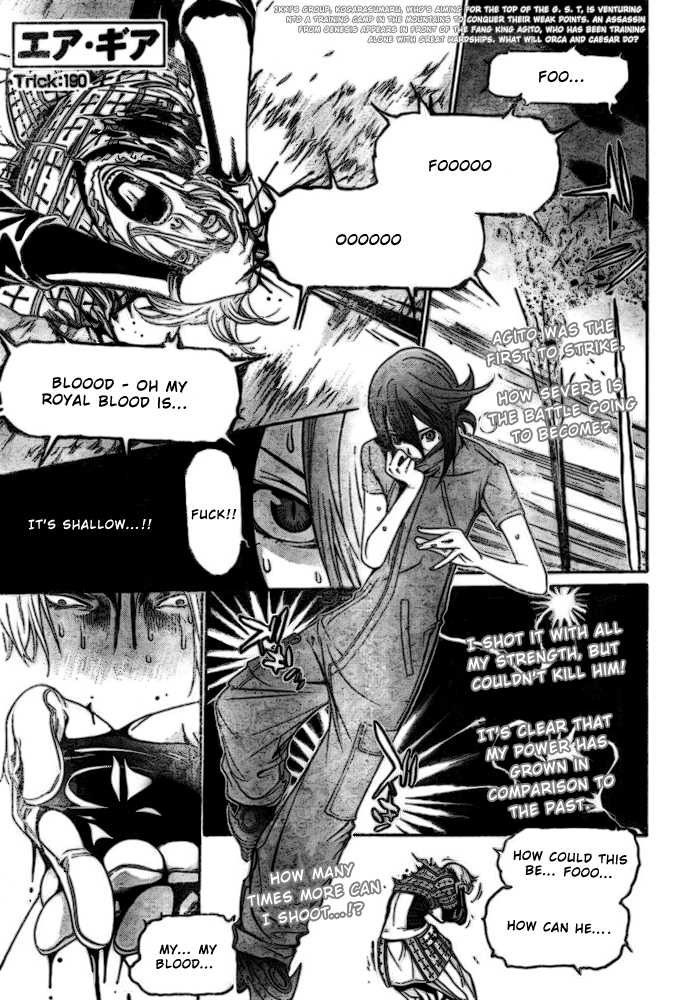 IKKI'S GROUP, KOGARASUMARU, WHO'S AIMING FOR THE TOP OF THE G. S. T, IS VENTURING
INTO A TRAINING CAMP IN THE MOUNTAINS TO CONQUER THEIR WEAK POINTS. AN ASSASSIN
FROM GENESIS APPEARS IN FRONT OF THE FANG KING AGITO, WHO HAS BEEN TRAINING
ALONE WITH GREAT HARDSHIPS. WHAT WILL ORCA AND CAESAR DO?
エア・ギア
Trick:190
FOO...
FOOOOO
OOOOOO
AGITO WAS THE
FIRST TO STRIKE.
HOW SEVERE IS
THE BATTLE GOING
TO BECOME?
BLOOOD - OH MY
ROYAL BLOOD IS...
FUCK!!
IT'S SHALLOW...!!
I SHOT IT WITH ALL
MY STRENGTH, BUT
COULDN'T KILL HIM!
IT'S CLEAR THAT
MY POWER HAS
GROWN IN
COMPARISON TO
THE PAST.
HOW MANY
TIMES MORE CAN
I SHOOT...!?
HOW COULD THIS
BE... FOOO...
HOW CAN HE....
MY... MY
BLOOD...